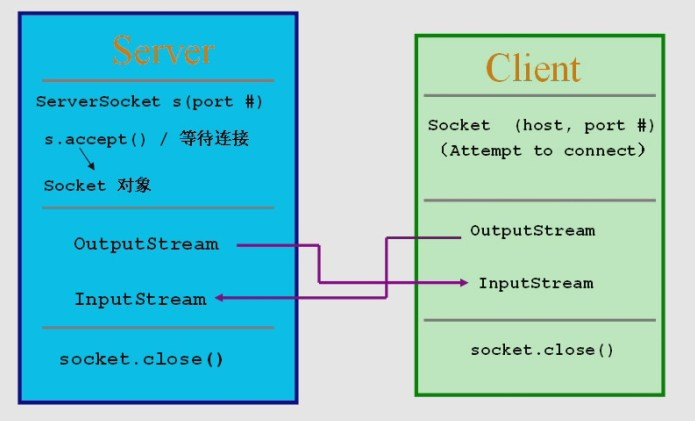 Server
ServerSocket s(port #)
s.accept() / 等待连接
Socket 对象
OutputStream
InputStream
socket.close()
Client
Socket (host, port #)
(Attempt to connect)
OutputStream
InputStream
socket.close()